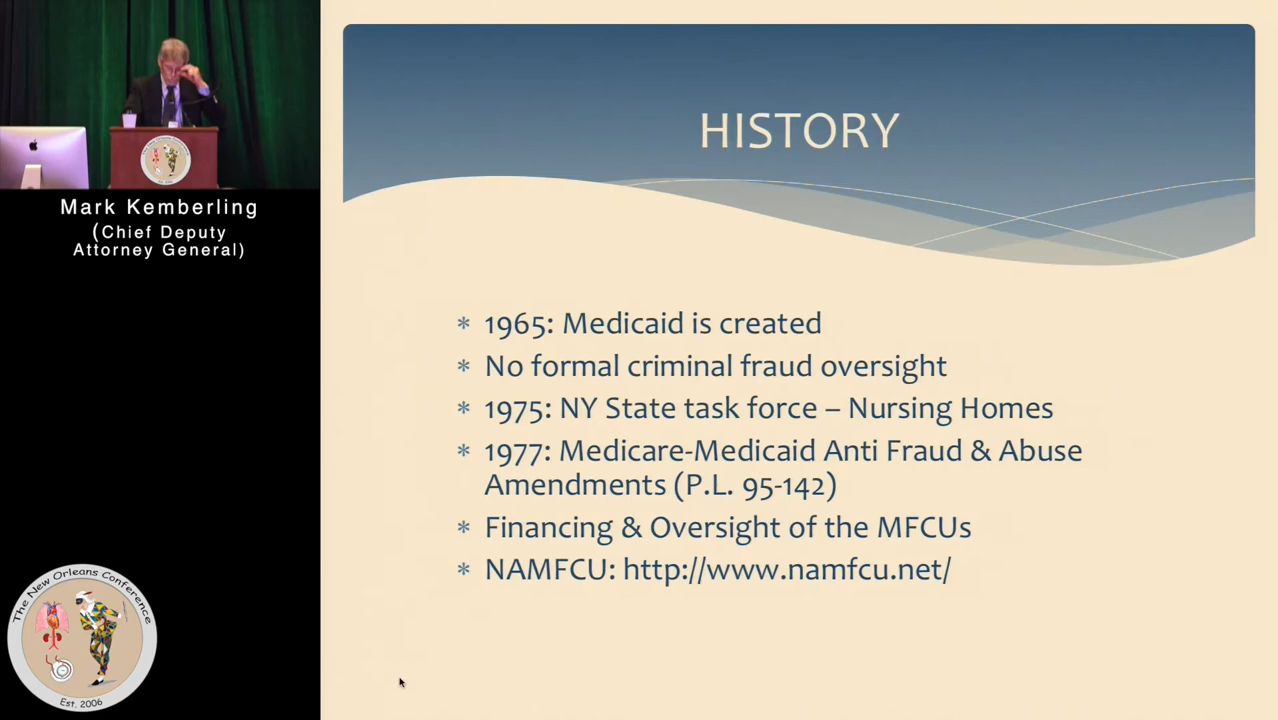 Mark Kemberling
(Chief Deputy
Attorney General)
The New Orleans Conference
Est. 2006
HISTORY
* 1965: Medicaid is created
* No formal criminal fraud oversight
* 1975: NY State task force – Nursing Homes
* 1977: Medicare-Medicaid Anti Fraud & Abuse
Amendments (P.L. 95-142)
* Financing & Oversight of the MFCUs
* NAMFCU: http://www.namfcu.net/